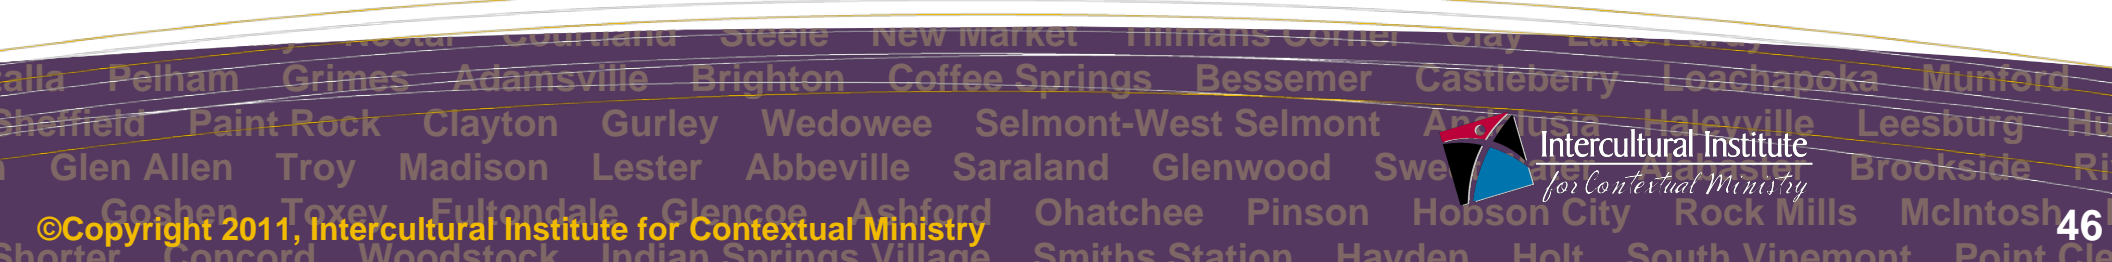 Courtland Steele New Market Tillmans Corner Clay
Pelham Grimes Adamsville Brighton Coffee Springs Bessemer Castleberry Loachapoka Munford
Sheffield Paint Rock Clayton Gurley Wedowee Selmont-West Selmont Andalusia Haleyville Leesburg
Intercultural Institute
Glen Allen Troy Madison Lester Abbeville Saraland Glenwood Brookside
for Contextual Ministry
Goshen Toxey Fultondale Glencoe Ashford Ohatchee Pinson Hobson City Rock Mills McIntosh
©Copyright 2011, Intercultural Institute for Contextual Ministry
46
Shorter Concord Woodstock Indian Springs Village Smiths Station Hayden Holt South Vinemont Point